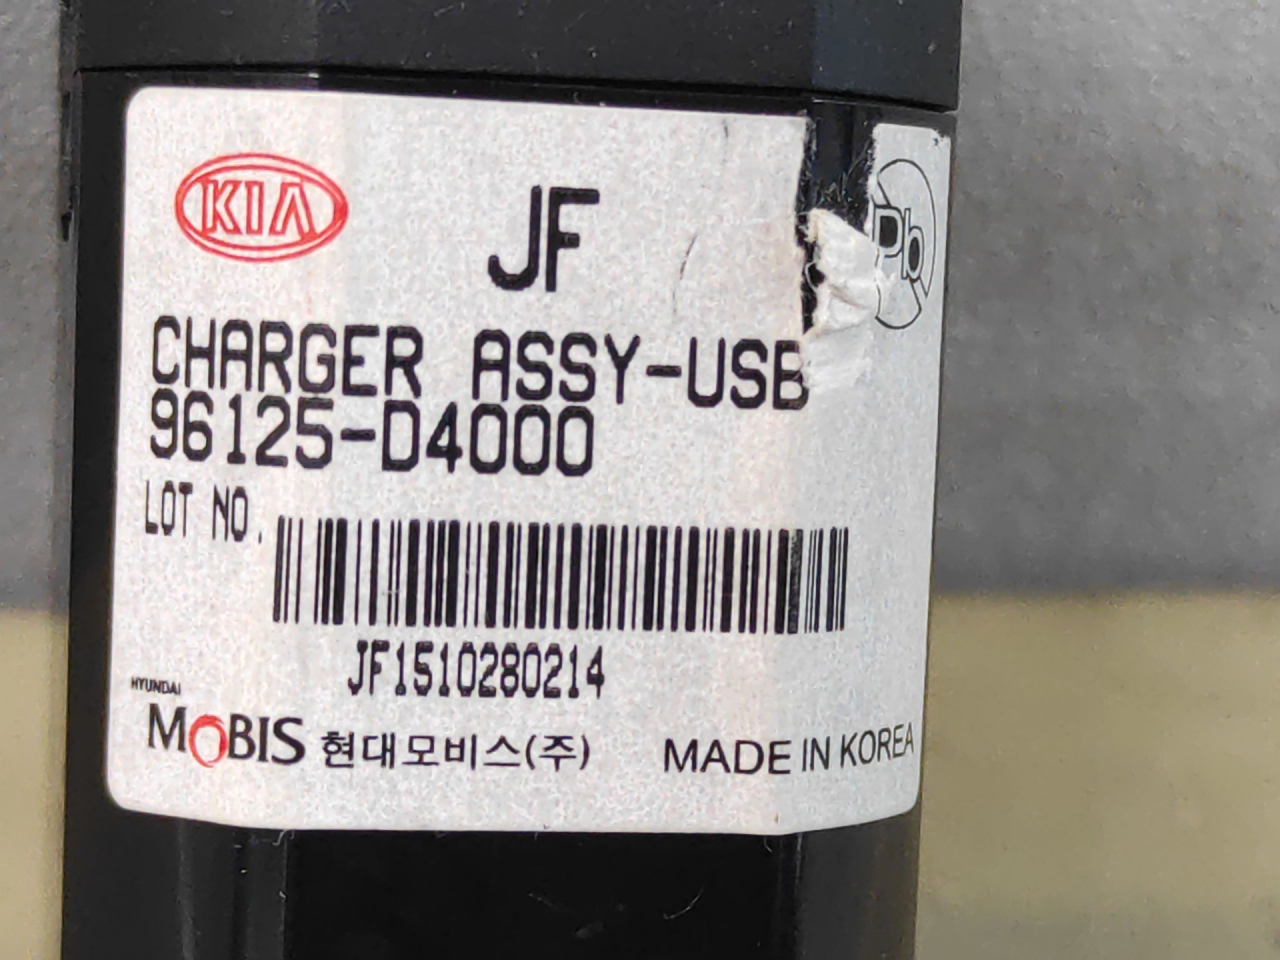 KIA
JF
Pb
CHARGER ASSY-USB
96125-D4000
LOT NO.
JF1510280214
HYUNDAI
MOBIS 현대모비스(주) MADE IN KOREA